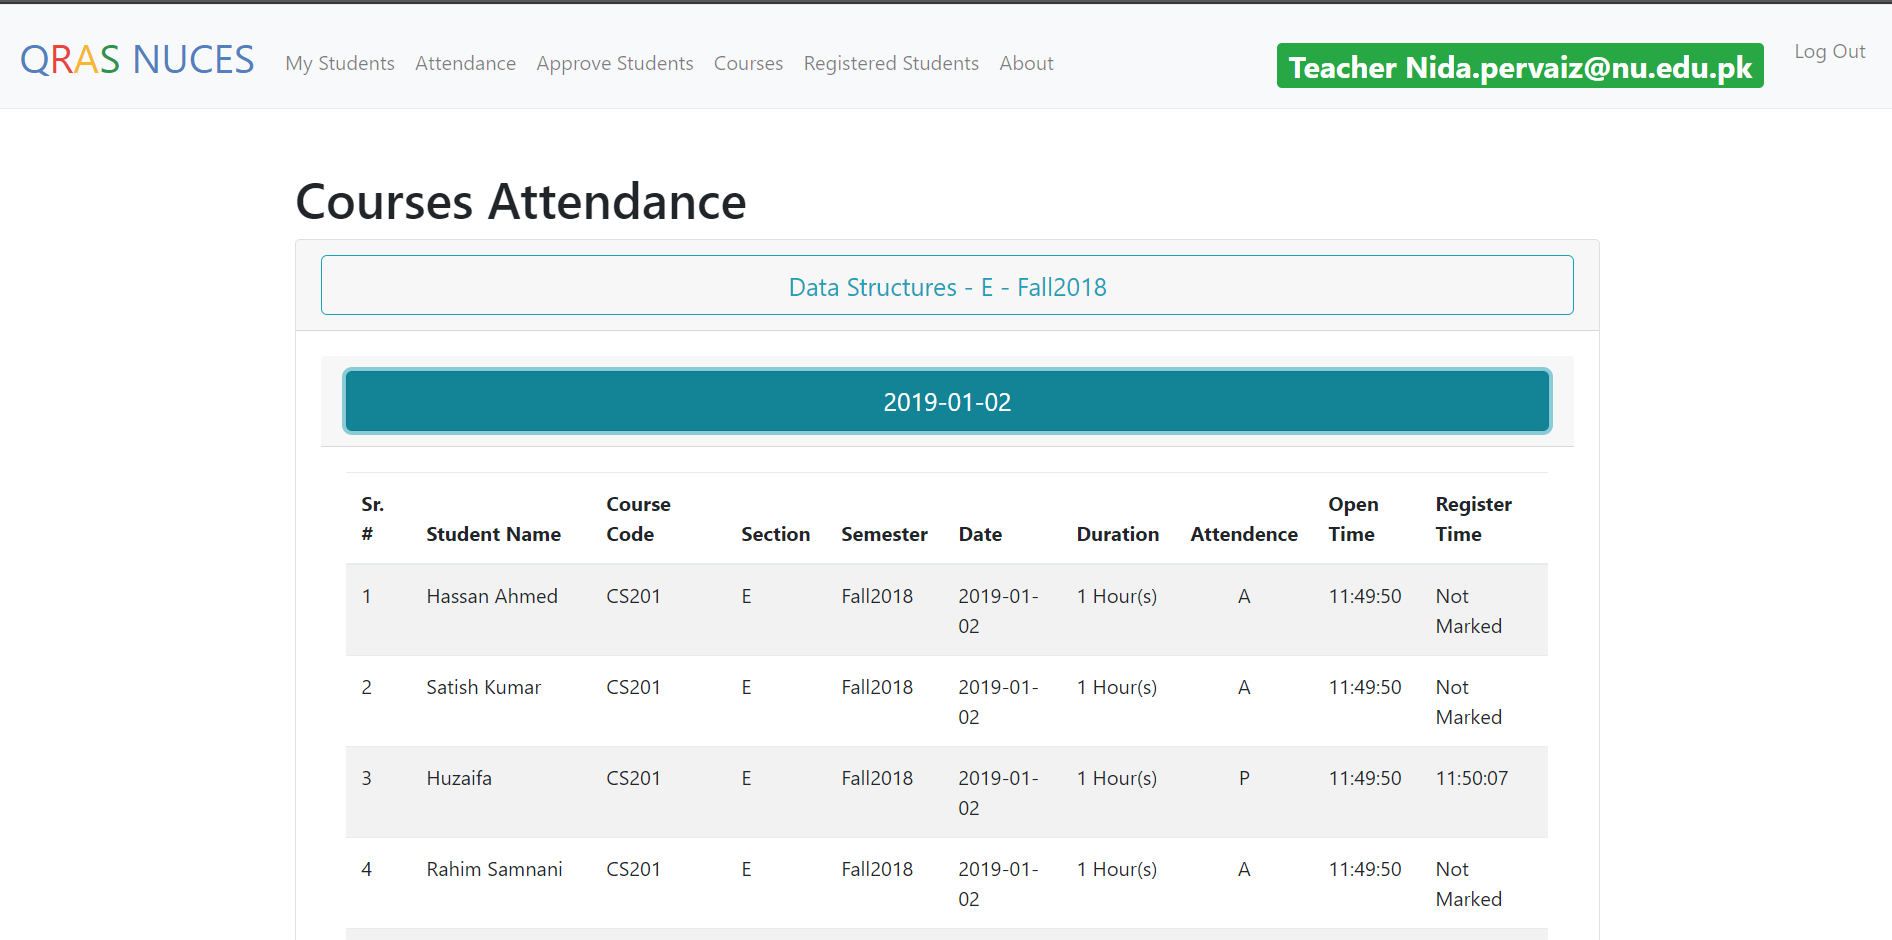 QRAS NUCES My Students Attendance Approve Students Courses Registered Students About Teacher Nida.pervaiz@nu.edu.pk Log Out
Courses Attendance
Data Structures - E - Fall2018
2019-01-02
Sr. # Student Name Course Code Section Semester Date Duration Attendence Open Time Register Time
1 Hassan Ahmed CS201 E Fall2018 2019-01-02 1 Hour(s) A 11:49:50 Not Marked
2 Satish Kumar CS201 E Fall2018 2019-01-02 1 Hour(s) A 11:49:50 Not Marked
3 Huzaifa CS201 E Fall2018 2019-01-02 1 Hour(s) P 11:49:50 11:50:07
4 Rahim Samnani CS201 E Fall2018 2019-01-02 1 Hour(s) A 11:49:50 Not Marked